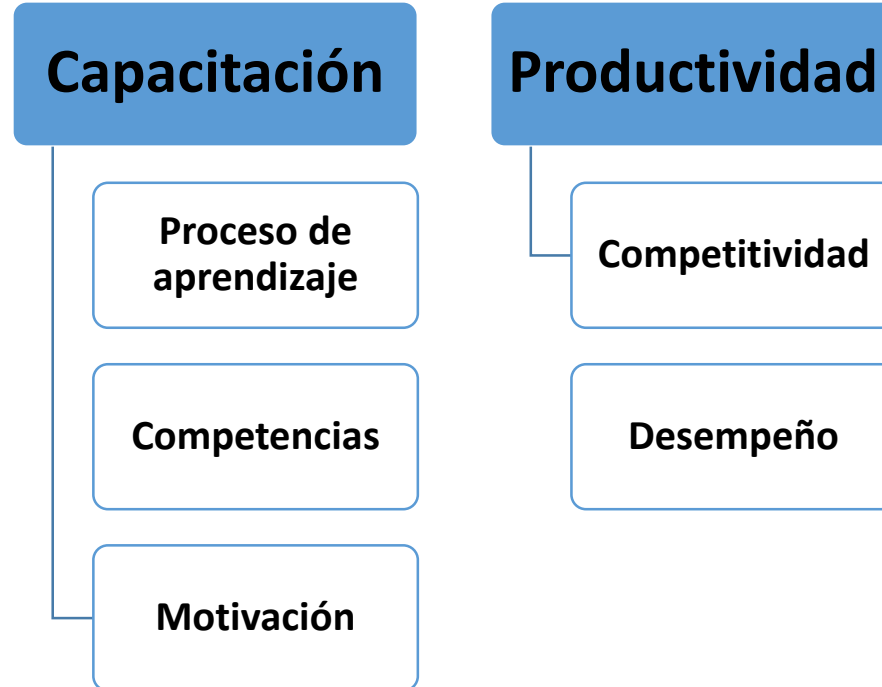 Capacitación
Proceso de
aprendizaje
Competencias
Motivación
Productividad
Competitividad
Desempeño